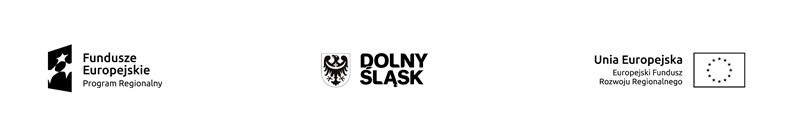 Fundusze
Europejskie
Program Regionalny
DOLNY
ŚLĄSK
Unia Europejska
Europejski Fundusz
Rozwoju Regionalnego